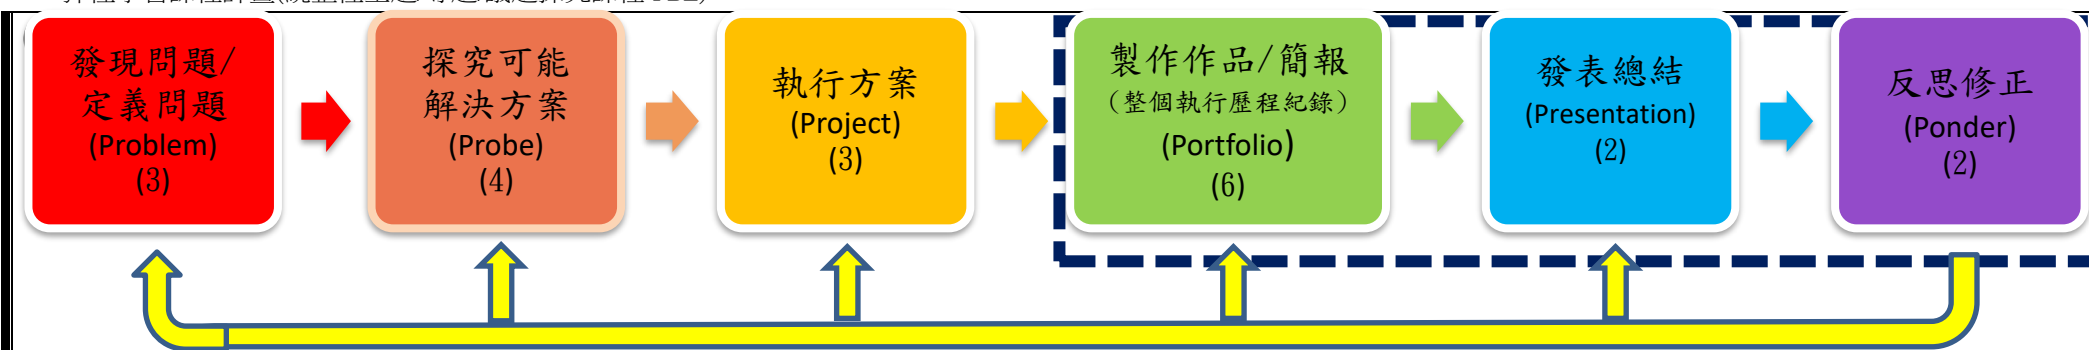 發現問題/
定義問題
(Problem)
(3)
探究可能
解決方案
(Probe)
(4)
執行方案
(Project)
(3)
製作作品/簡報
(整個執行歷程紀錄)
(Portfolio)
(6)
發表總結
(Presentation)
(2)
反思修正
(Ponder)
(2)